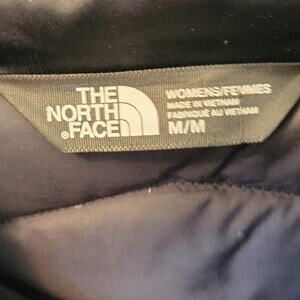 THE
NORTH
®FACE
WOMENS/FEMMES
MADE IN VIETNAM
FABRIQUÉ AU VIETNAM
M/M